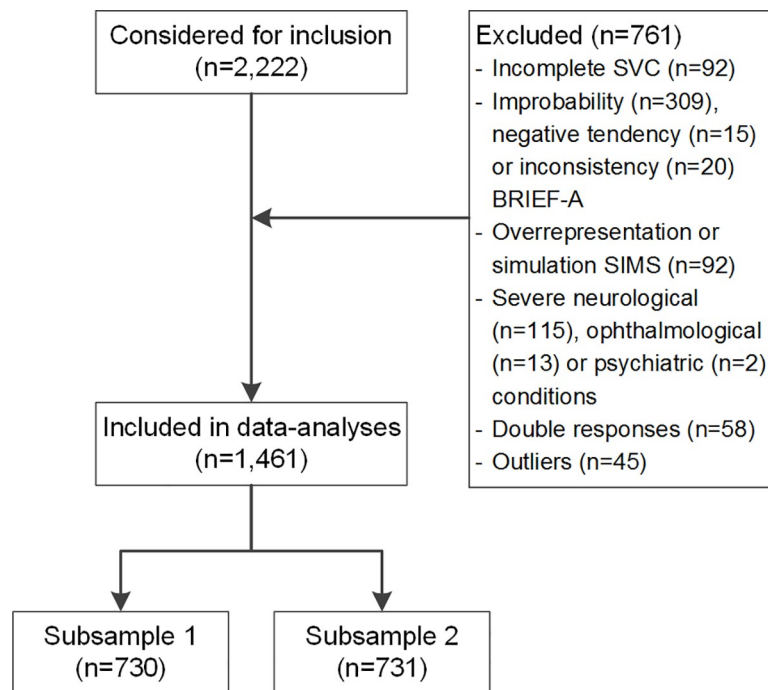 Considered for inclusion
(n=2,222)
Excluded (n=761)
- Incomplete SVC (n=92)
- Improbability (n=309),
negative tendency (n=15)
or inconsistency (n=20)
BRIEF-A
- Overrepresentation or
simulation SIMS (n=92)
- Severe neurological
(n=115), ophthalmological
(n=13) or psychiatric (n=2)
conditions
- Double responses (n=58)
- Outliers (n=45)
Included in data-analyses
(n=1,461)
Subsample 1
(n=730)
Subsample 2
(n=731)